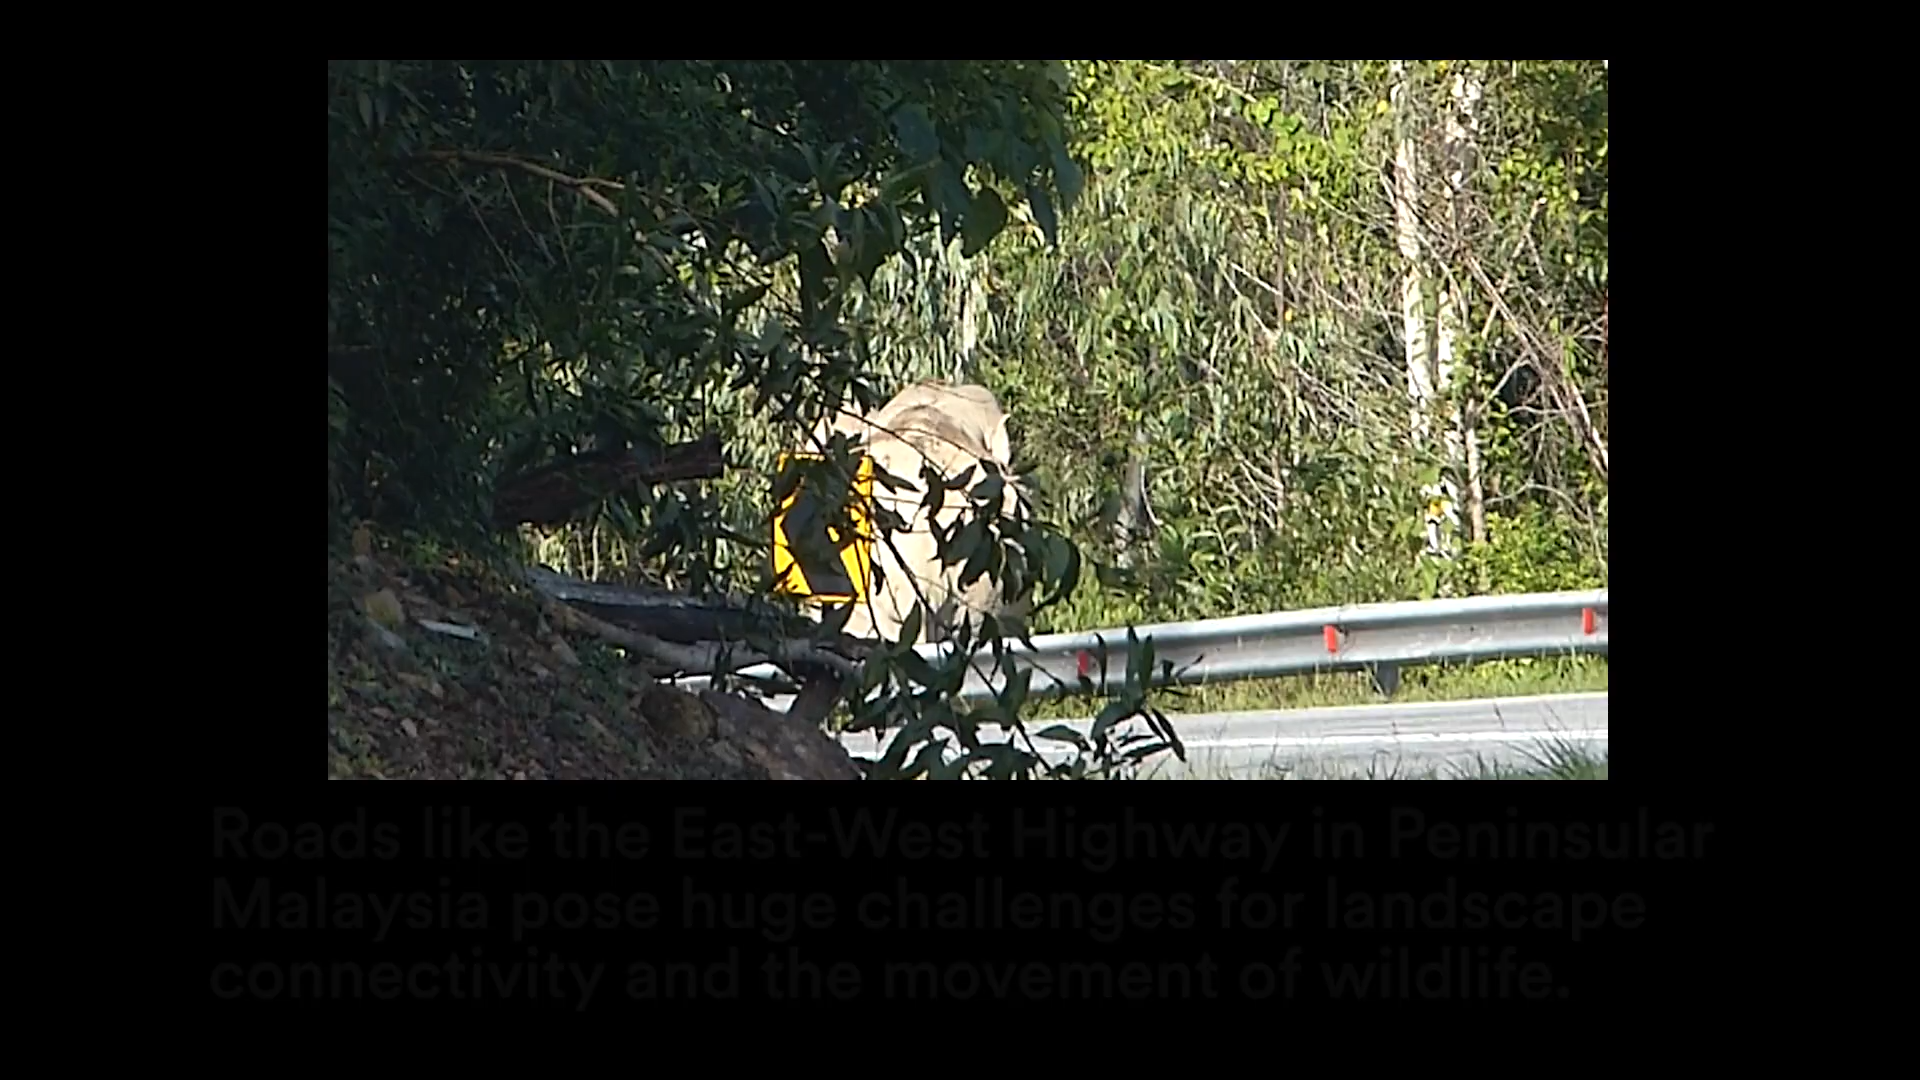 Roads like the East-West Highway in Peninsular
Malaysia pose huge challenges for landscape
connectivity and the movement of wildlife.